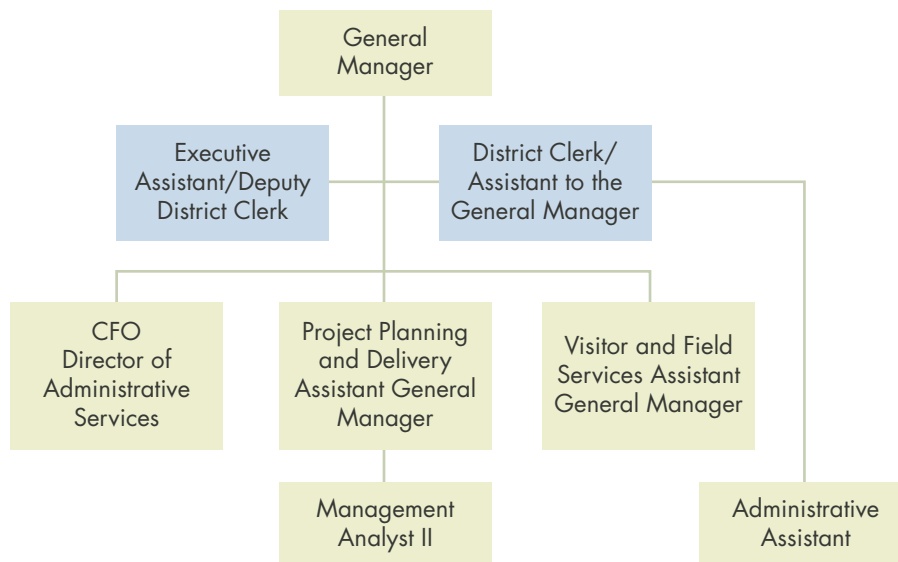 General
Manager
Executive
Assistant/Deputy
District Clerk
District Clerk/
Assistant to the
General Manager
CFO
Director of
Administrative
Services
Project Planning
and Delivery
Assistant General
Manager
Visitor and Field
Services Assistant
General Manager
Management
Analyst II
Administrative
Assistant